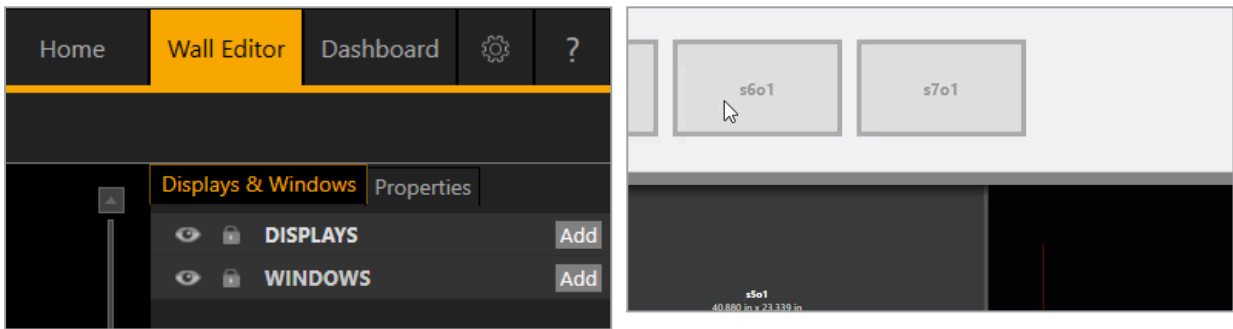 Home Wall Editor Dashboard ?
Displays & Windows Properties
DISPLAYS Add
WINDOWS Add
s6o1 s7o1
s5o1
40.880 in x 23.339 in